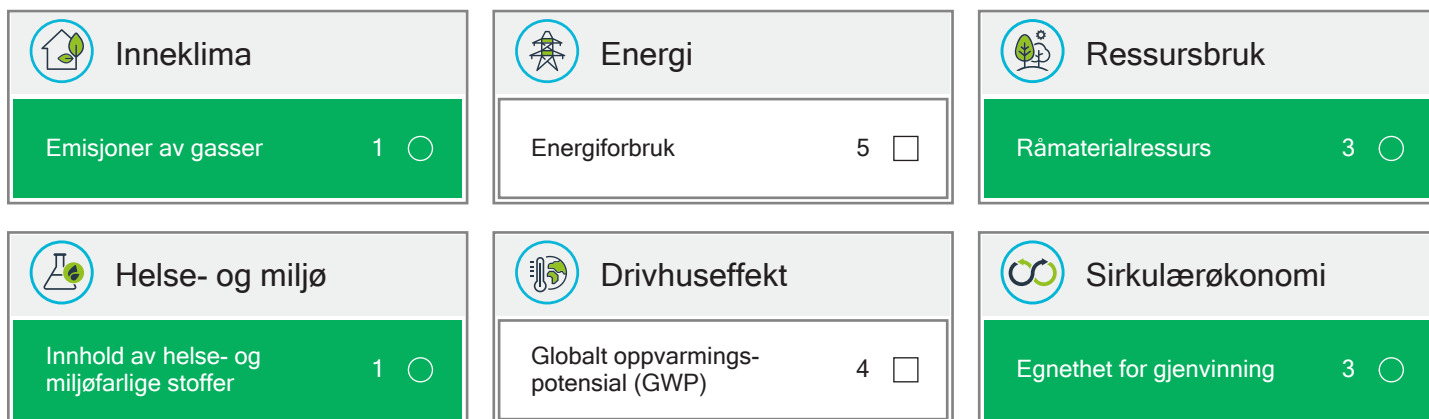 Inneklima
Emisjoner av gasser 1
Energi
Energiforbruk 5
Ressursbruk
Råmaterialressurs 3
Helse- og miljø
Innhold av helse- og
miljøfarlige stoffer 1
Drivhuseffekt
Globalt oppvarmings-
potensial (GWP) 4
Sirkulærøkonomi
Egnethet for gjenvinning 3